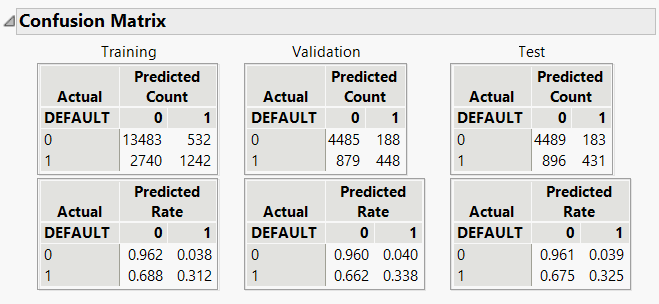 Confusion Matrix
Training Validation Test
Predicted Predicted Predicted
Actual Count Actual Count Actual Count
DEFAULT 0 1 DEFAULT 0 1 DEFAULT 0 1
0 13483 532 0 4485 188 0 4489 183
1 2740 1242 1 879 448 1 896 431
Predicted Predicted Predicted
Actual Rate Actual Rate Actual Rate
DEFAULT 0 1 DEFAULT 0 1 DEFAULT 0 1
0 0.962 0.038 0 0.960 0.040 0 0.961 0.039
1 0.688 0.312 1 0.662 0.338 1 0.675 0.325